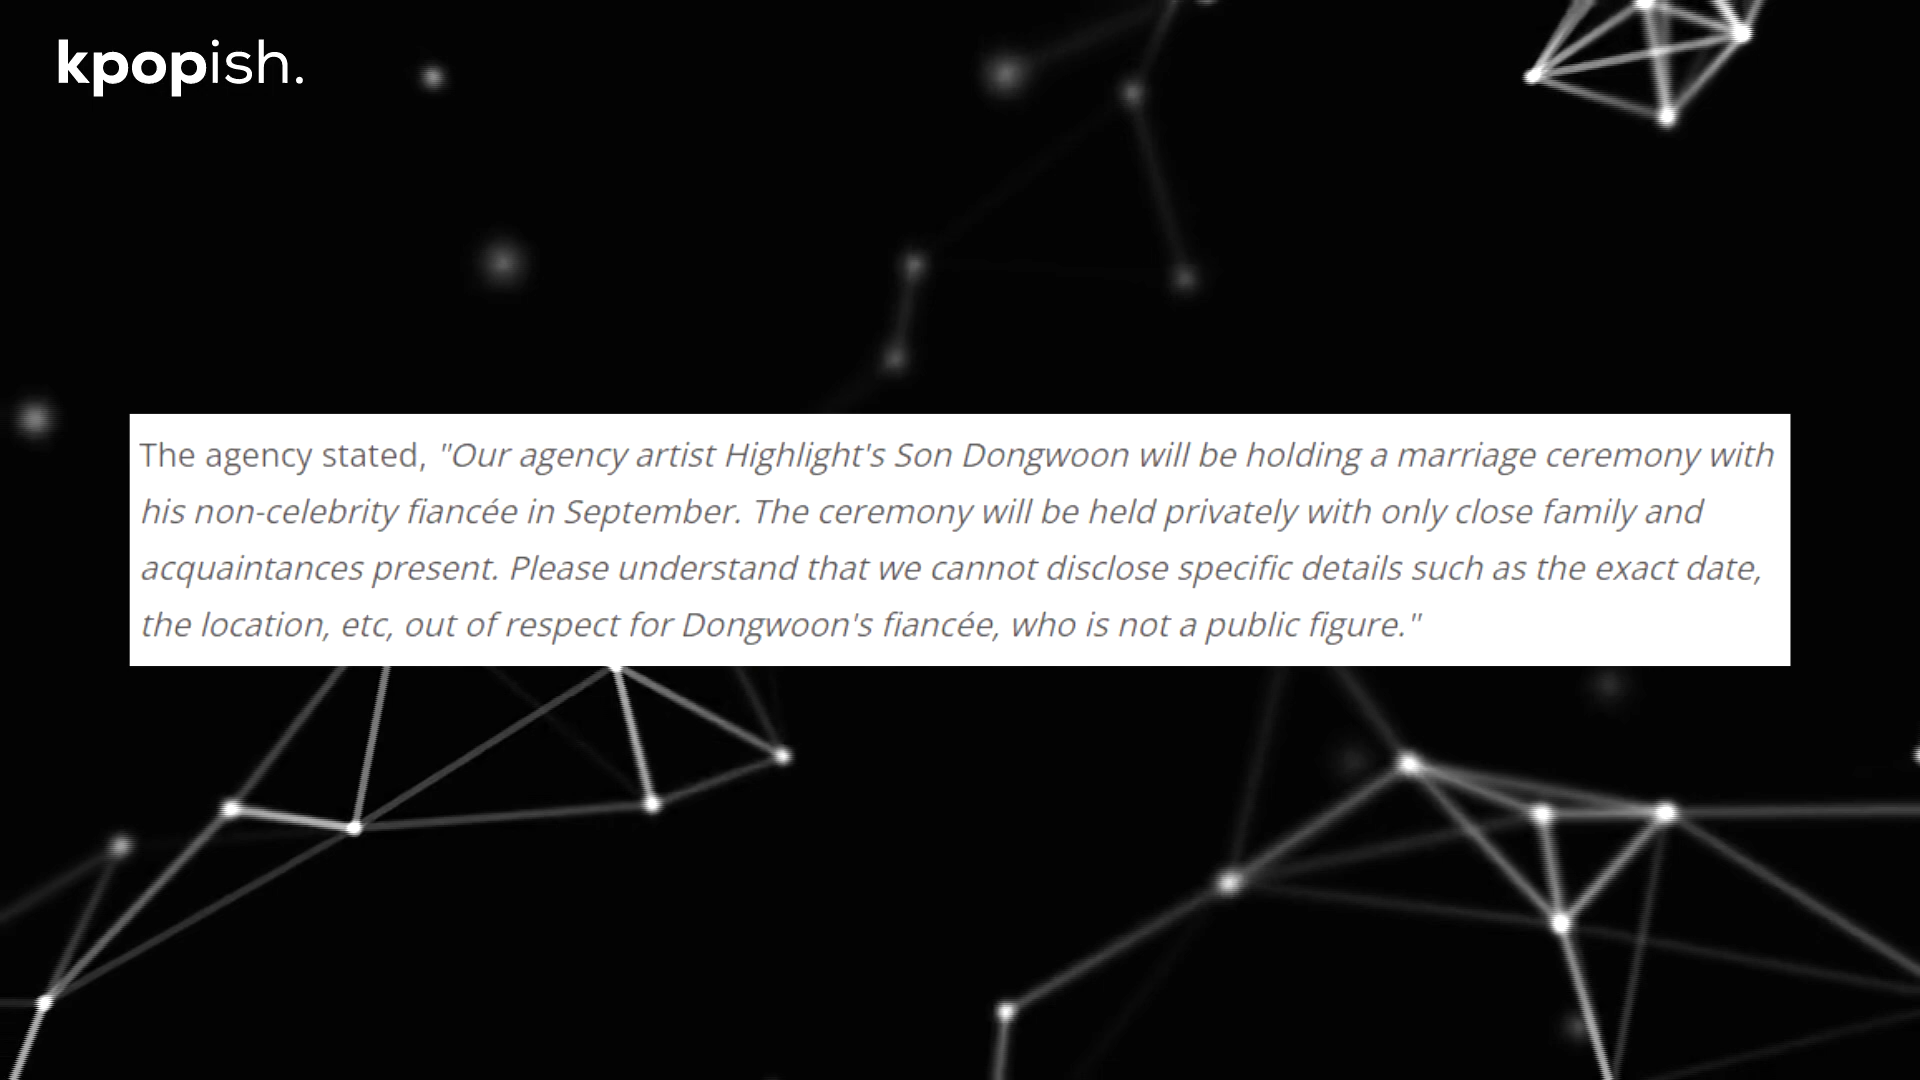 kpopish.
The agency stated, "Our agency artist Highlight's Son Dongwoon will be holding a marriage ceremony with
his non-celebrity fiancée in September. The ceremony will be held privately with only close family and
acquaintances present. Please understand that we cannot disclose specific details such as the exact date,
the location, etc, out of respect for Dongwoon's fiancée, who is not a public figure."